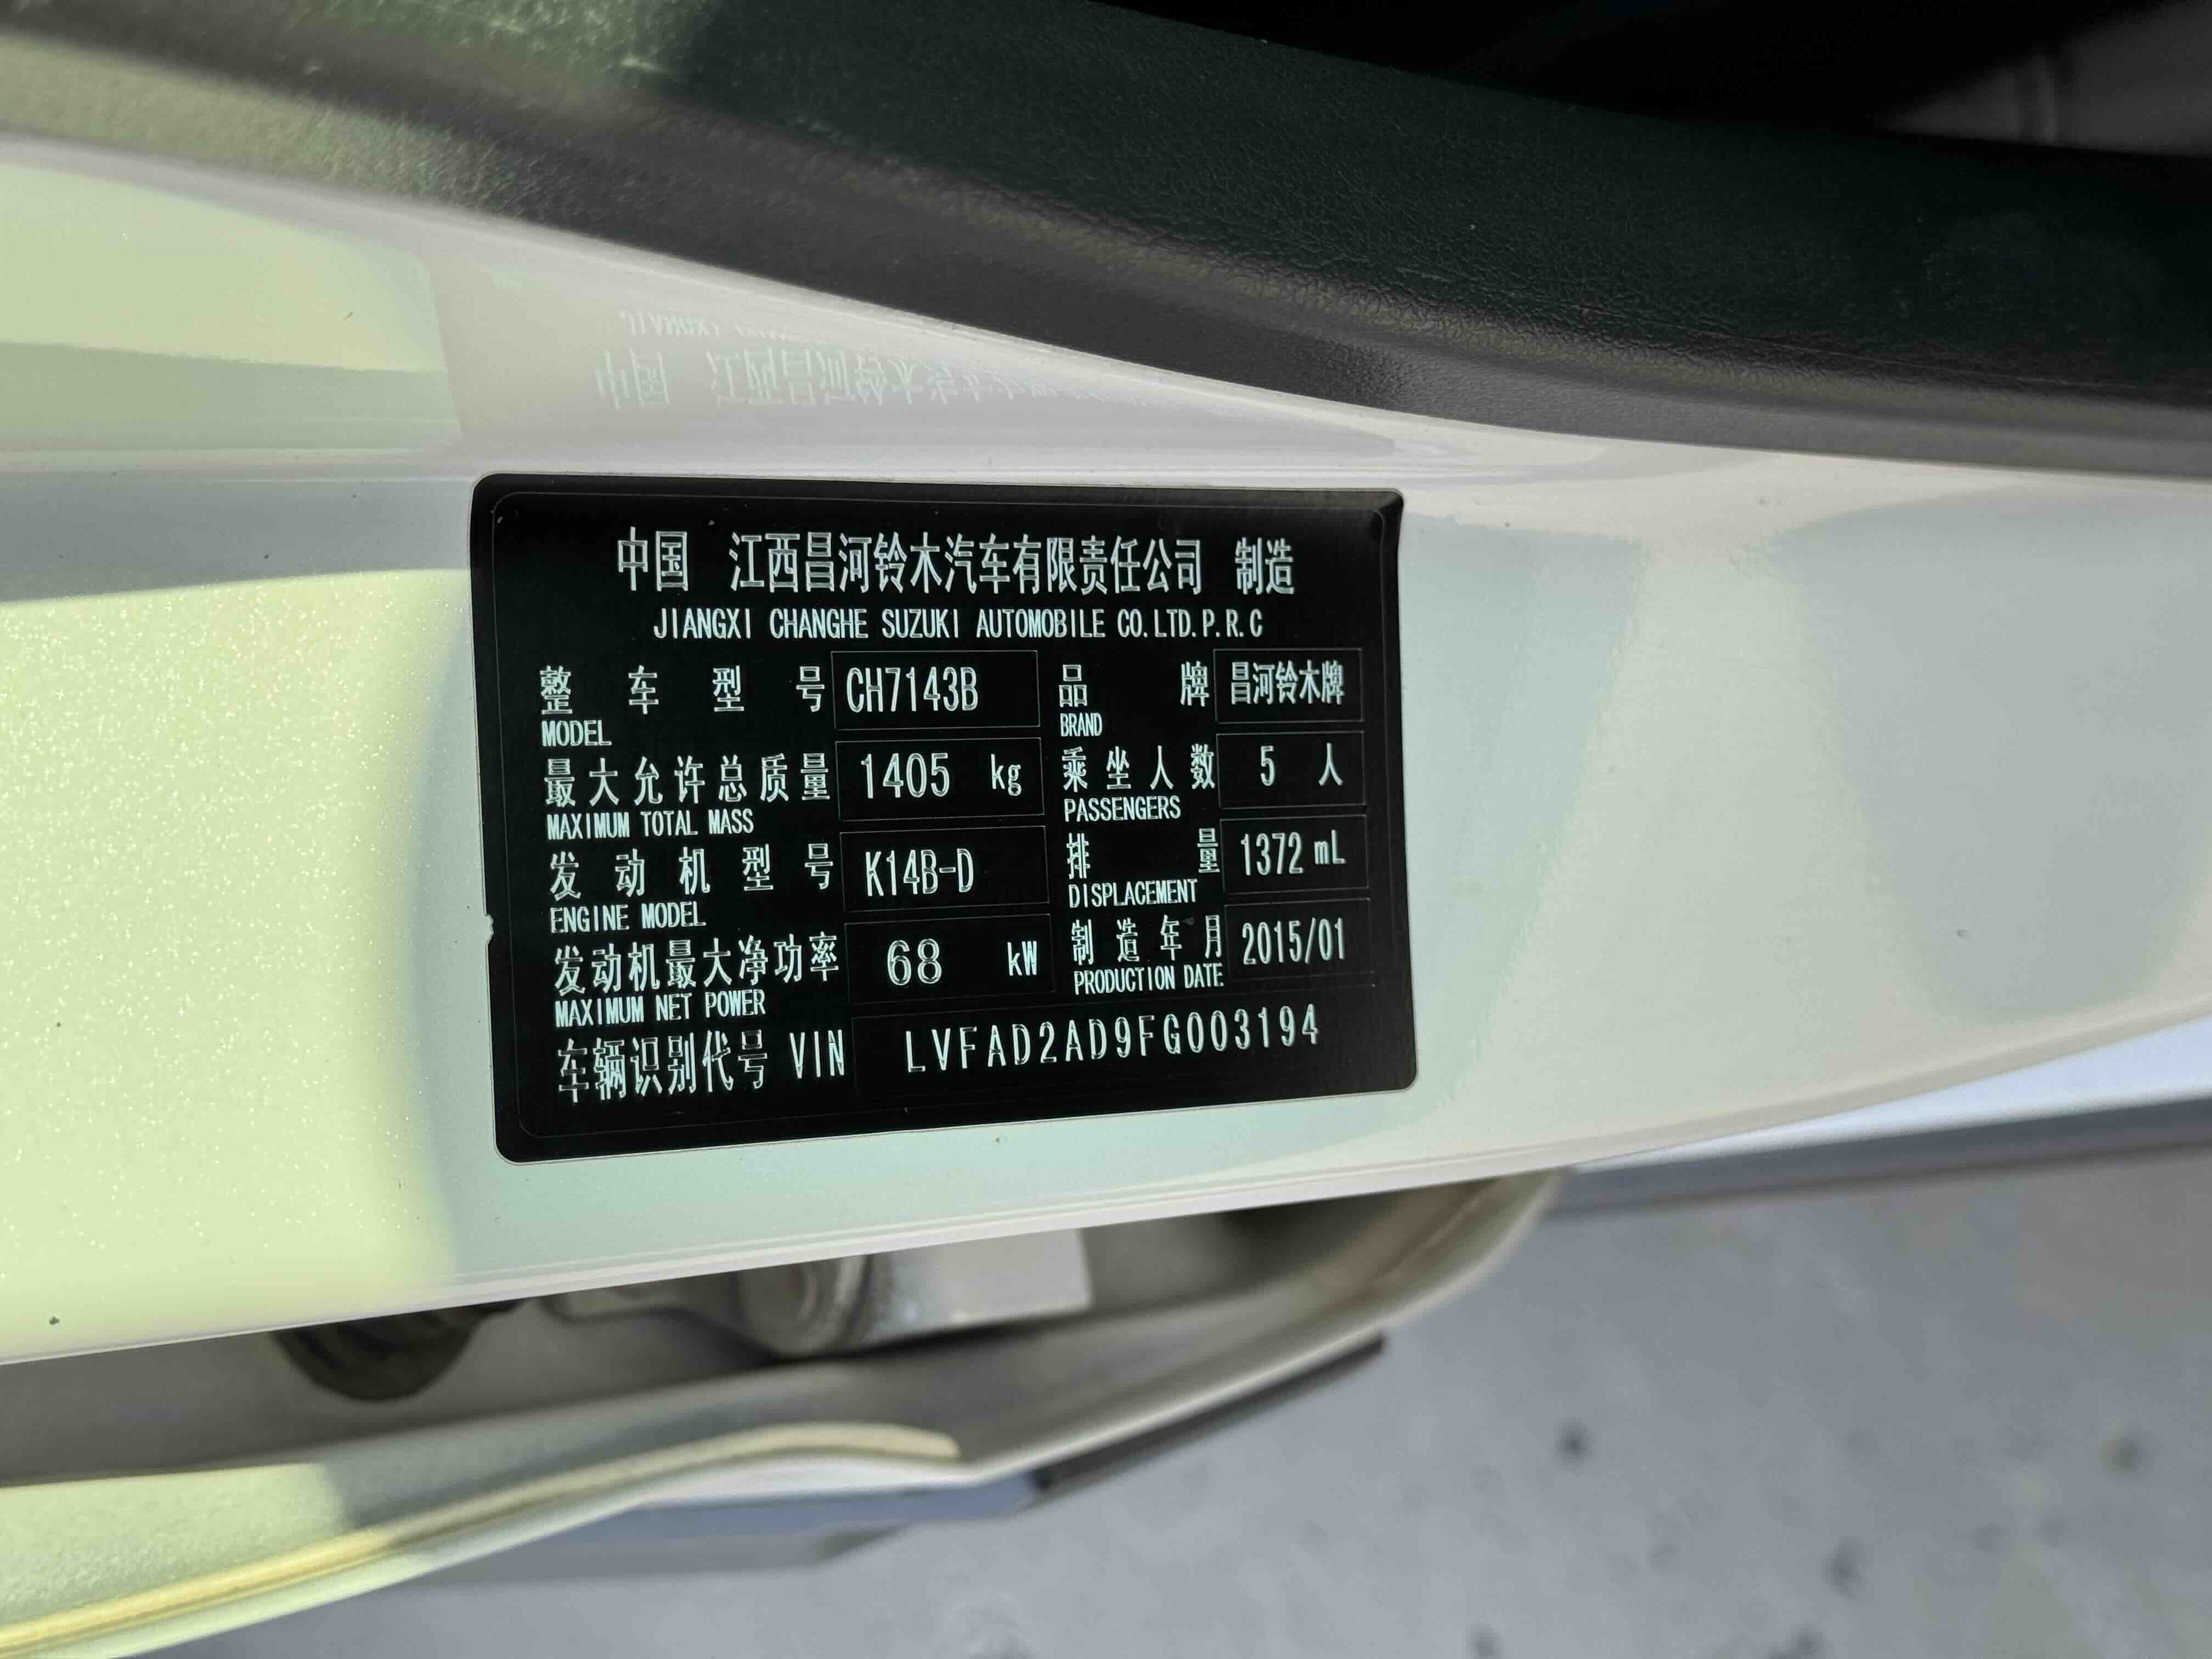 中国 江西昌河铃木汽车有限责任公司 制造
JIANGXI CHANGHE SUZUKI AUTOMOBILE CO.LTD.P.R.C
整车型号 CH7143B 品牌 昌河铃木牌
MODEL BRAND
最大允许总质量 1405 kg 乘坐人数 5 人
MAXIMUM TOTAL MASS PASSENGERS
发动机型号 K14B-D 排量 1372 mL
ENGINE MODEL DISPLACEMENT
发动机最大净功率 68 kW 制造年月 2015/01
MAXIMUM NET POWER PRODUCTION DATE
车辆识别代号 VIN LVFAD2AD9FG003194